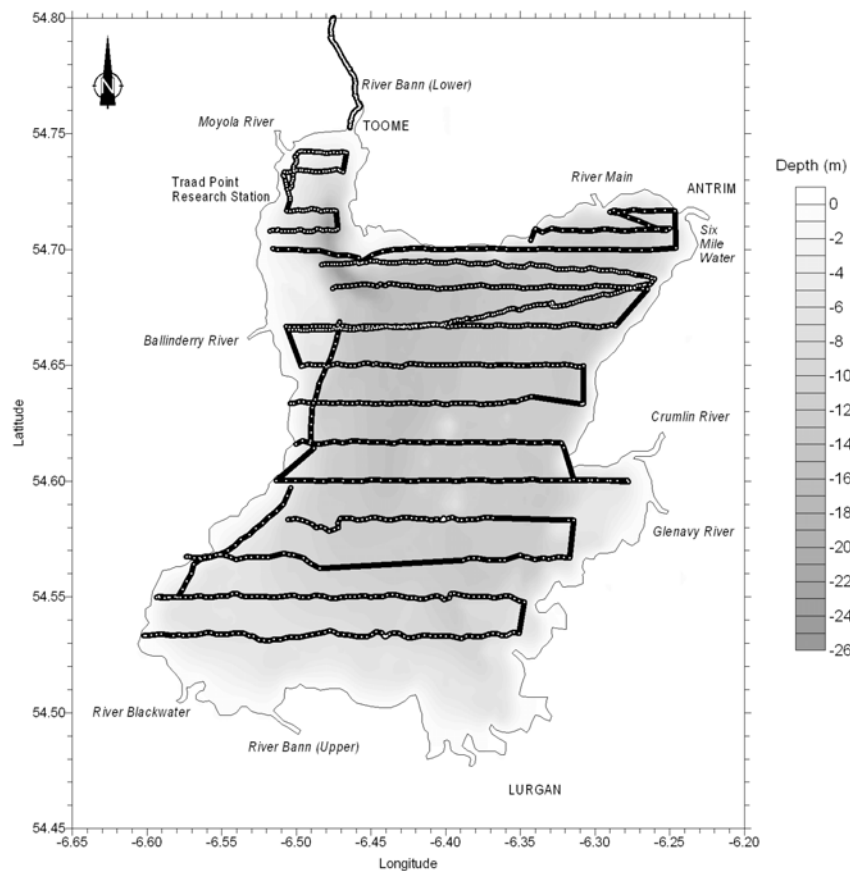 54.80
54.75
54.70
54.65
54.60
54.55
54.50
54.45
Latitude
N
River Bann (Lower)
Moyola River
TOOME
Traad Point
Research Station
River Main
ANTRIM
Six
Mile
Water
Ballinderry River
Crumlin River
Glenavy River
River Blackwater
River Bann (Upper)
LURGAN
-6.65
-6.60
-6.55
-6.50
-6.45
-6.40
-6.35
-6.30
-6.25
-6.20
Longitude
Depth (m)
0
-2
-4
-6
-8
-10
-12
-14
-16
-18
-20
-22
-24
-26